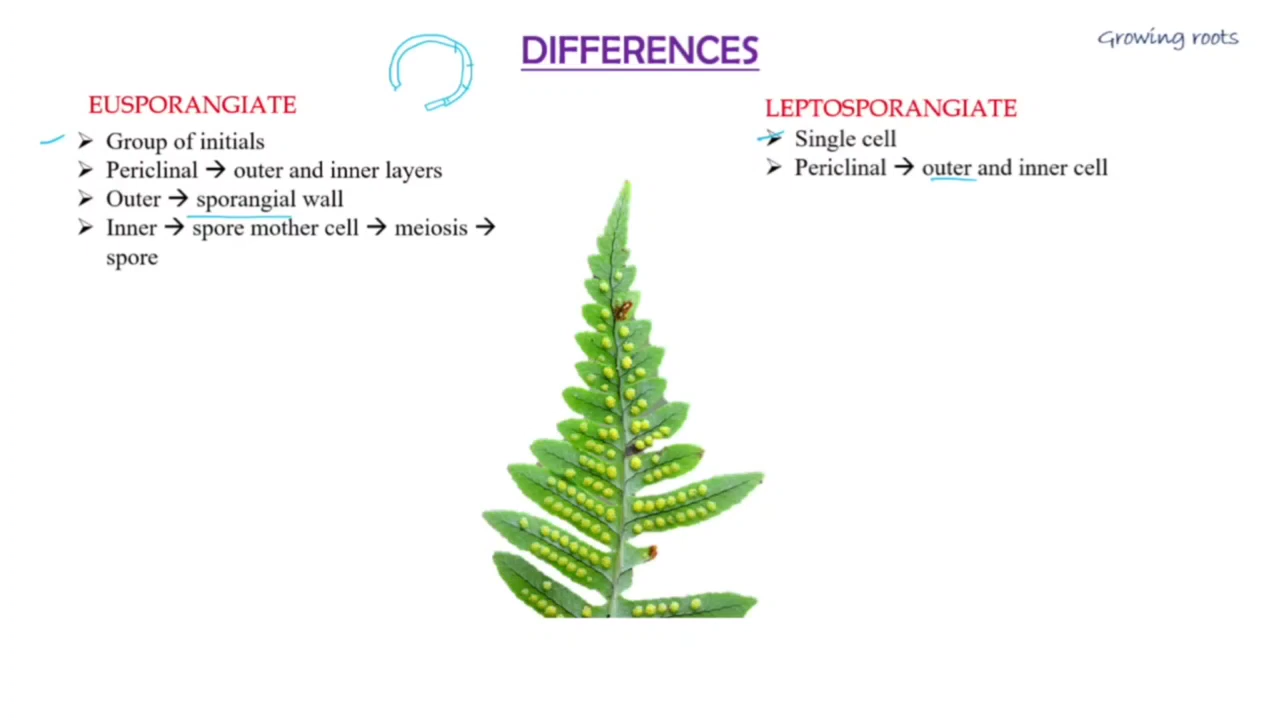 DIFFERENCES
Growing roots
EUSPORANGIATE
➢ Group of initials
➢ Periclinal → outer and inner layers
➢ Outer → sporangial wall
➢ Inner → spore mother cell → meiosis →
spore
LEPTOSPORANGIATE
➢ Single cell
➢ Periclinal → outer and inner cell